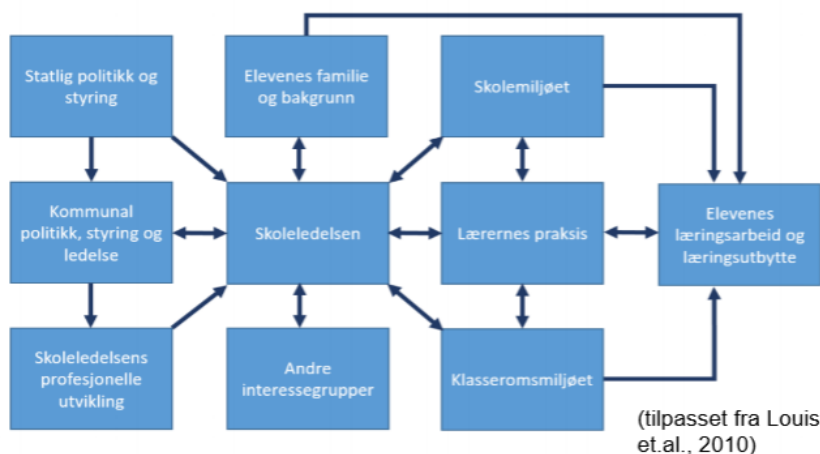 Statlig politikk og
styring
Elevenes familie
og bakgrunn
Skolemiljøet
Kommunal
politikk, styring og
ledelse
Skoleledelsen
Lærernes praksis
Elevenes
læringsarbeid og
læringsutbytte
Skoleledelsens
profesjonelle
utvikling
Andre
interessegrupper
Klasseromsmiljøet
(tilpasset fra Louis
et.al., 2010)